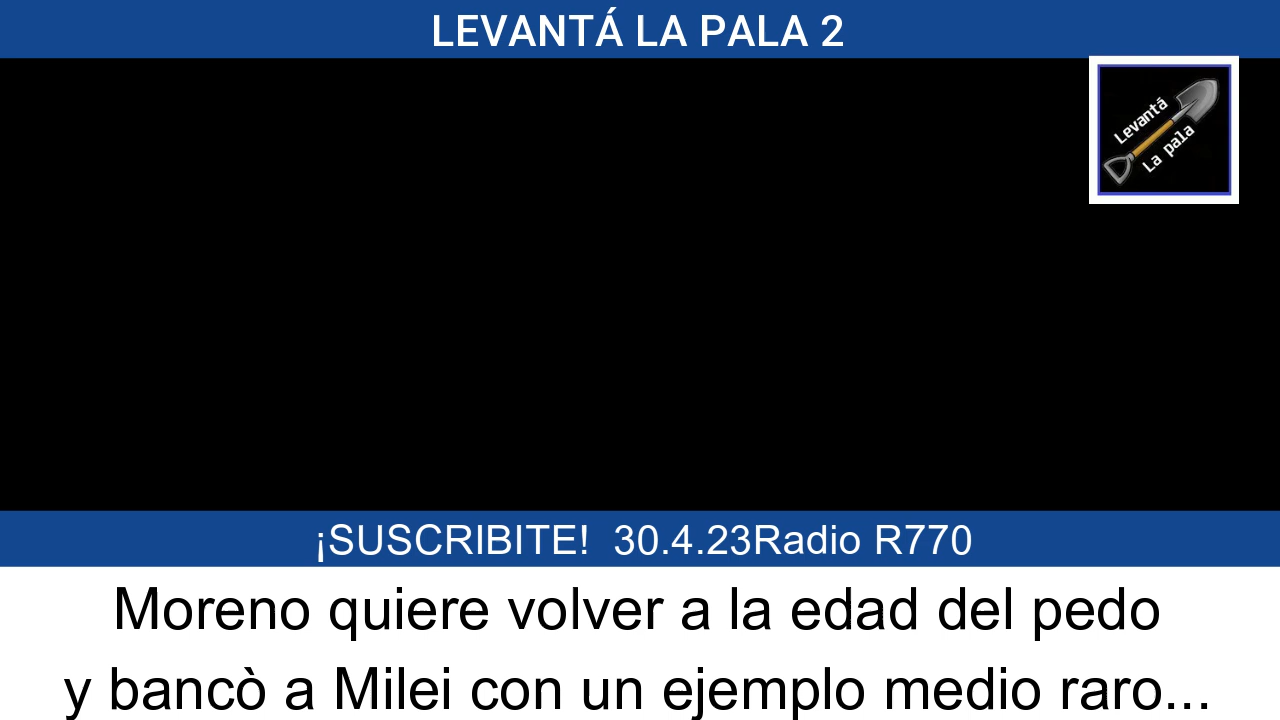 LEVANTÁ LA PALA 2
Levantá
La pala
¡SUSCRIBITE!  30.4.23Radio R770
Moreno quiere volver a la edad del pedo
y bancò a Milei con un ejemplo medio raro...